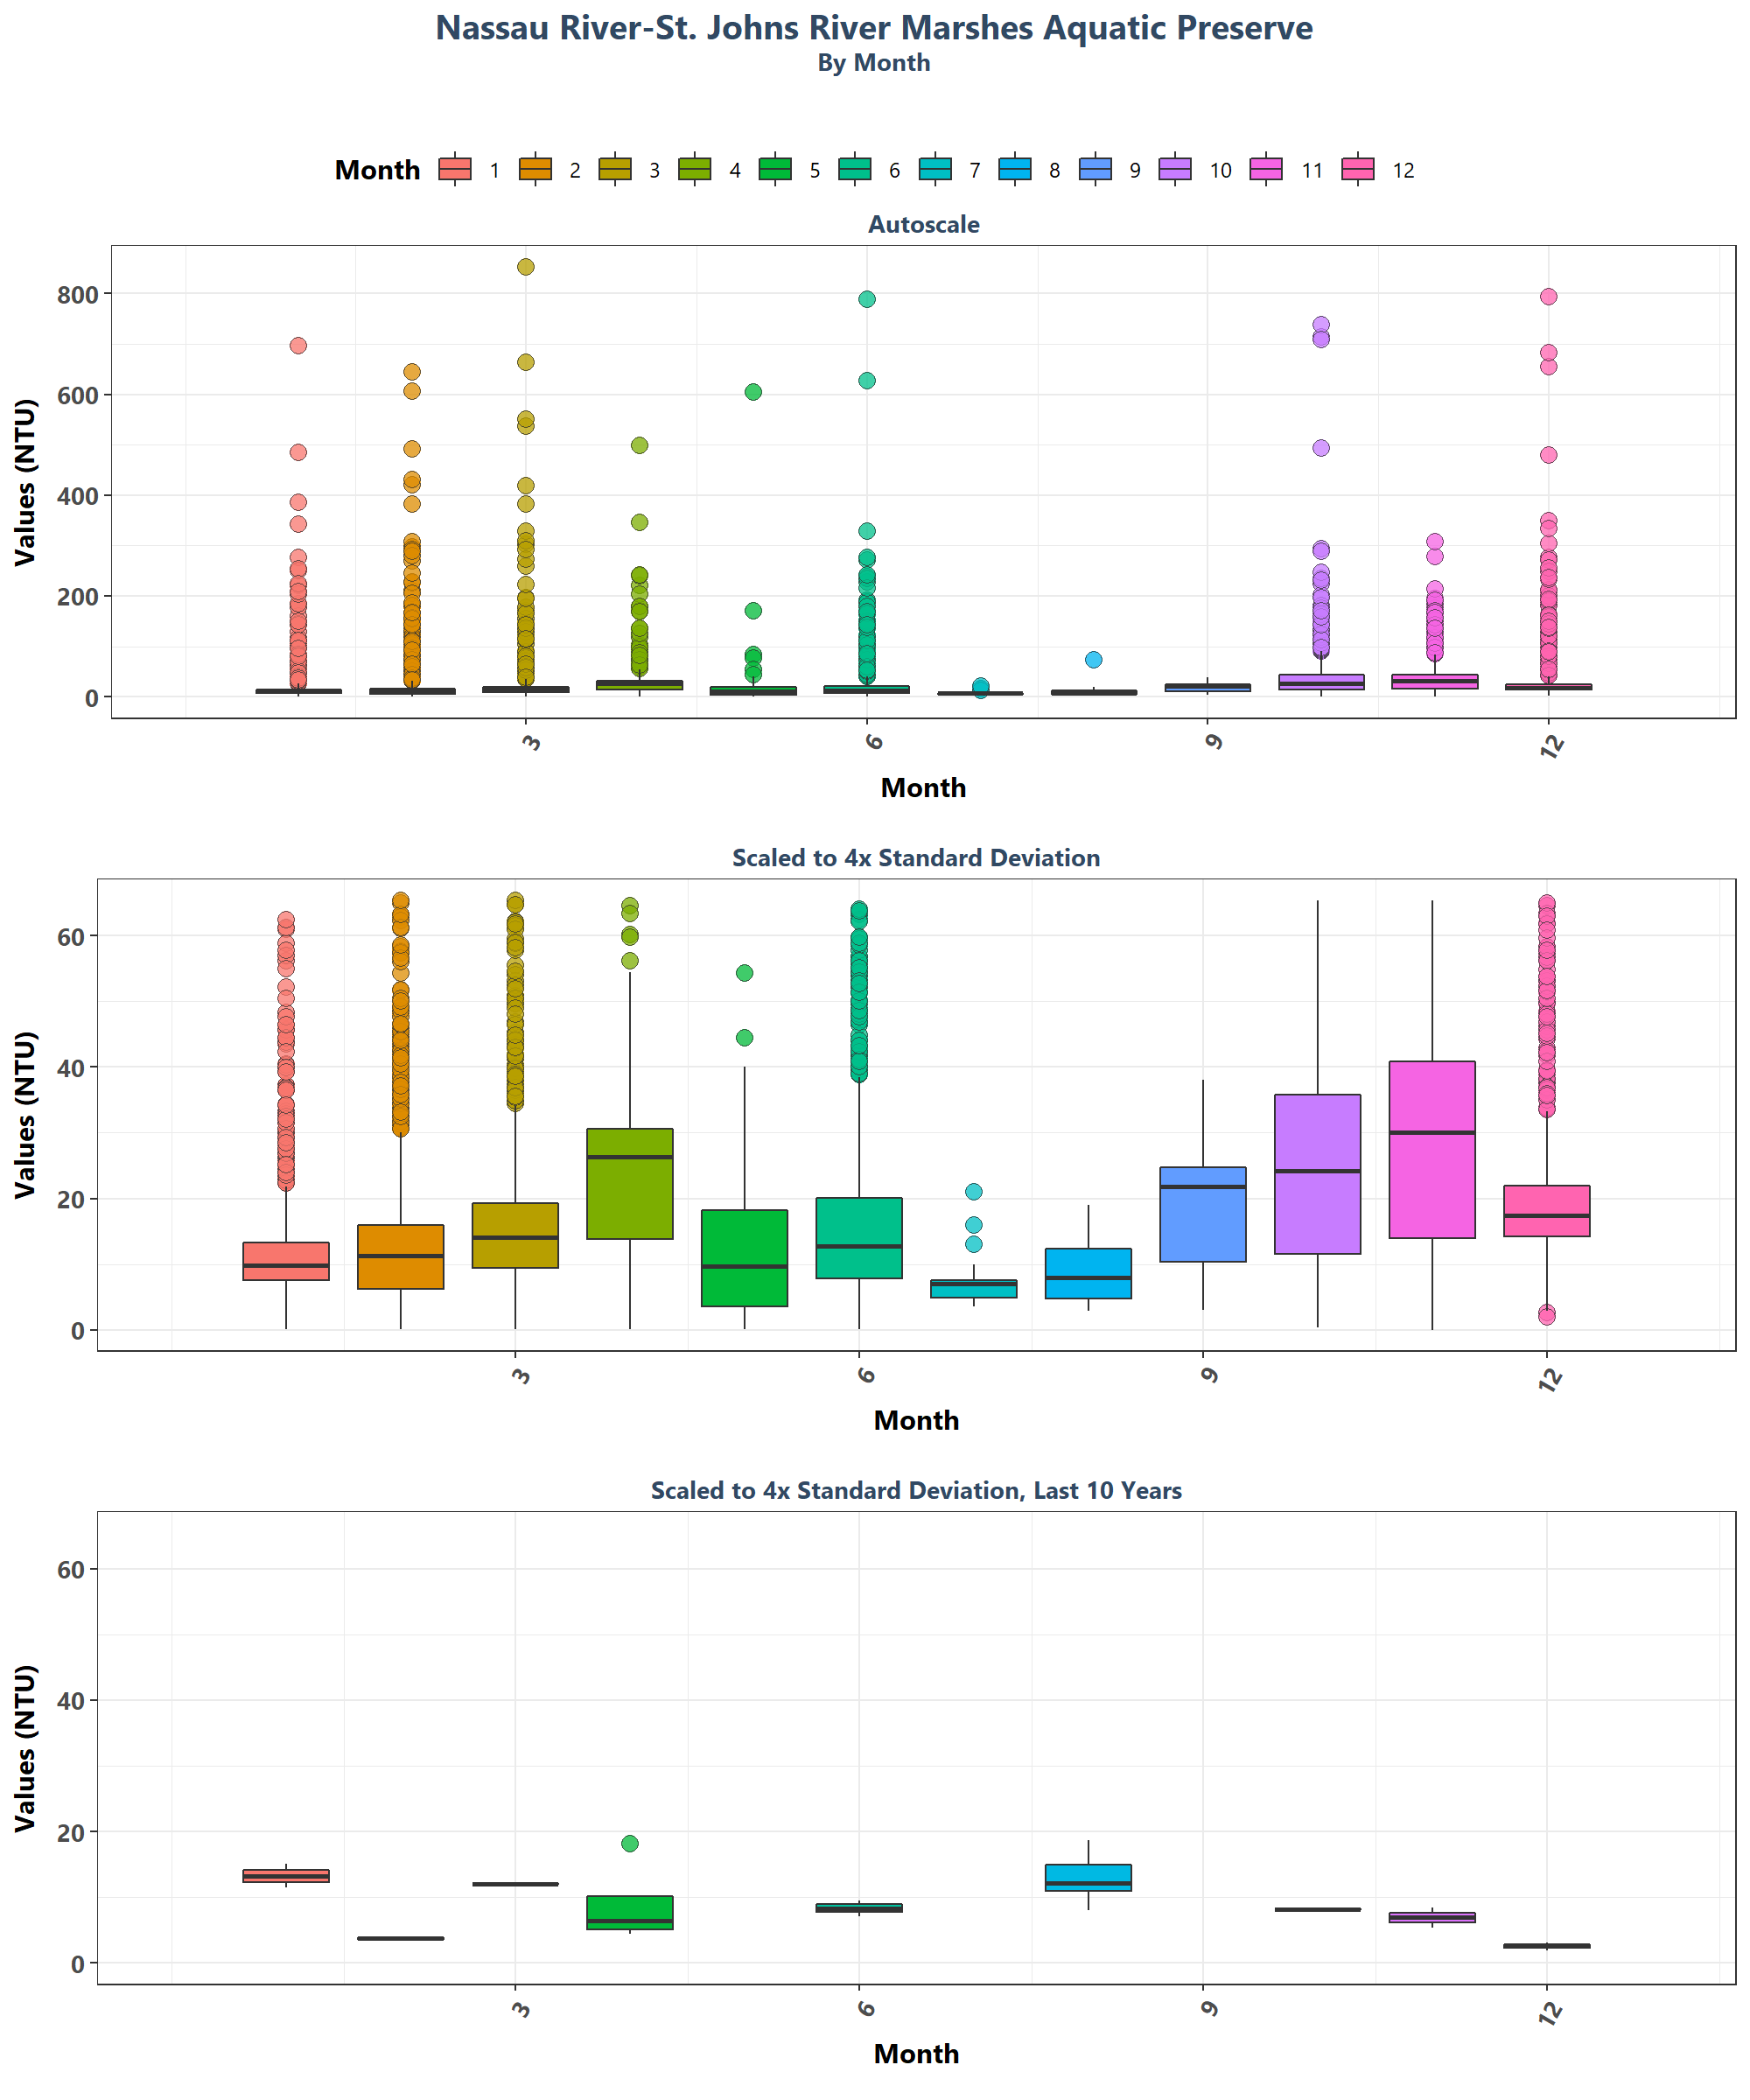 Nassau River-St. Johns River Marshes Aquatic Preserve
By Month
Month 1 2 3 4 5 6 7 8 9 10 11 12
Autoscale
Values (NTU)
800
600
400
200
0
3 6 9 12
Month
Scaled to 4x Standard Deviation
Values (NTU)
60
40
20
0
3 6 9 12
Month
Scaled to 4x Standard Deviation, Last 10 Years
Values (NTU)
60
40
20
0
3 6 9 12
Month